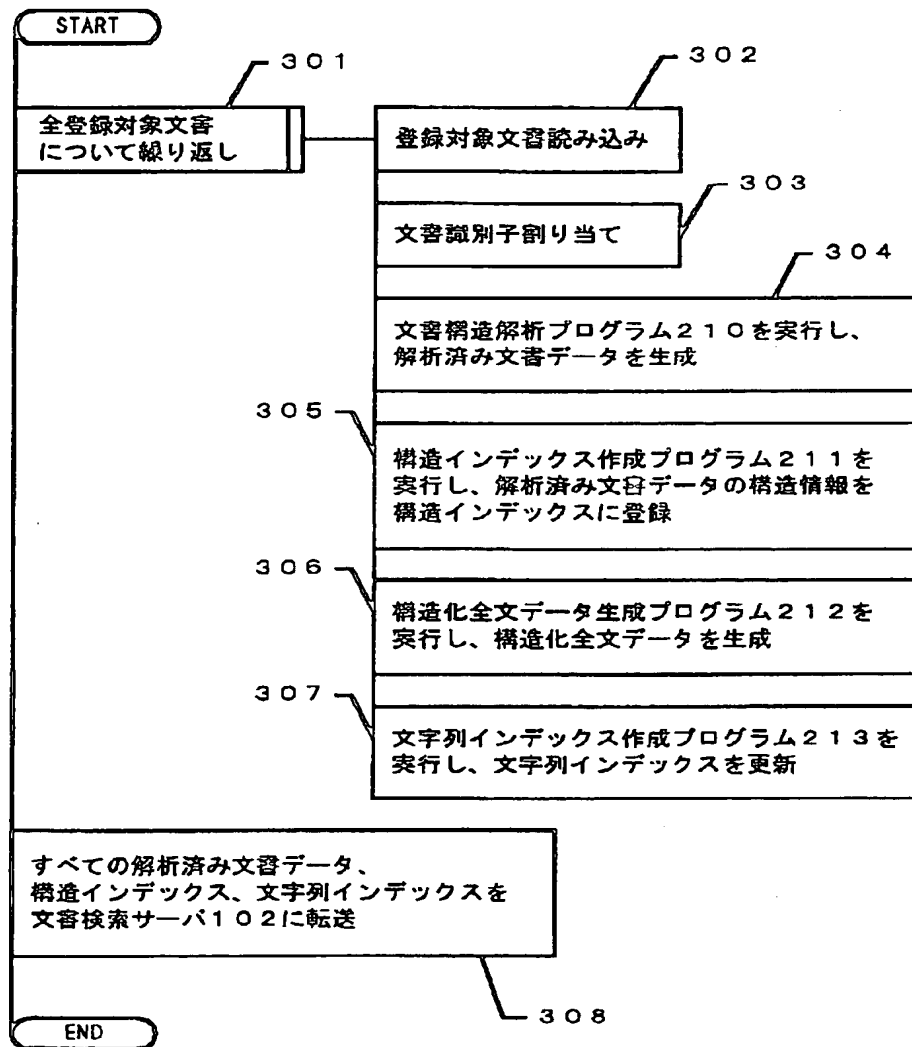 START
301
全登録対象文書
について繰り返し
302
登録対象文書読み込み
303
文書識別子割り当て
304
文書構造解析プログラム210を実行し、
解析済み文書データを生成
305
構造インデックス作成プログラム211を
実行し、解析済み文書データの構造情報を
構造インデックスに登録
306
構造化全文データ生成プログラム212を
実行し、構造化全文データを生成
307
文字列インデックス作成プログラム213を
実行し、文字列インデックスを更新
すべての解析済み文書データ、
構造インデックス、文字列インデックスを
文書検索サーバ102に転送
308
END